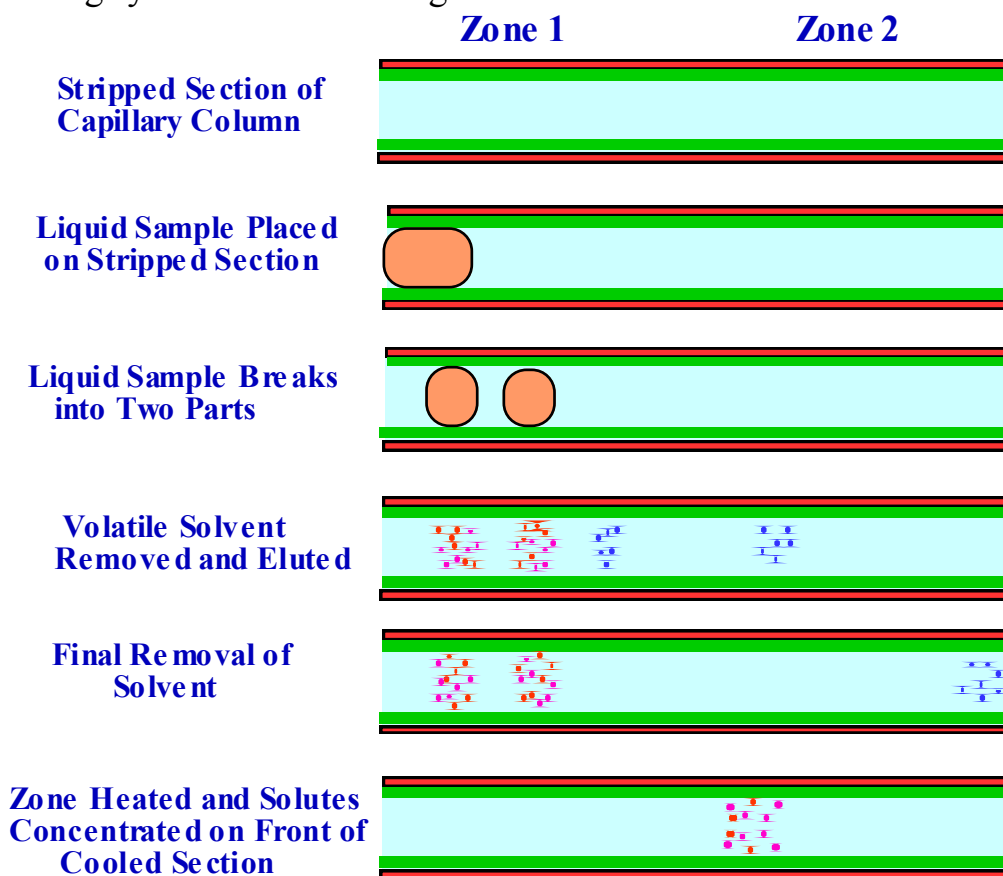 Zone 1 Zone 2
Stripped Section of
Capillary Column
Liquid Sample Placed
on Stripped Section
Liquid Sample Breaks
into Two Parts
Volatile Solvent
Removed and Eluted
Final Removal of
Solvent
Zone Heated and Solutes
Concentrated on Front of
Cooled Section